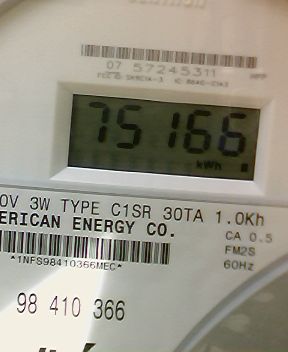 07 57245311
75166
kWh
0V 3W TYPE C1SR 30TA 1.0Kh
ERICAN ENERGY CO.
CA 0.5
FM2S
60Hz
*1NFS98410366MEC*
98 410 366